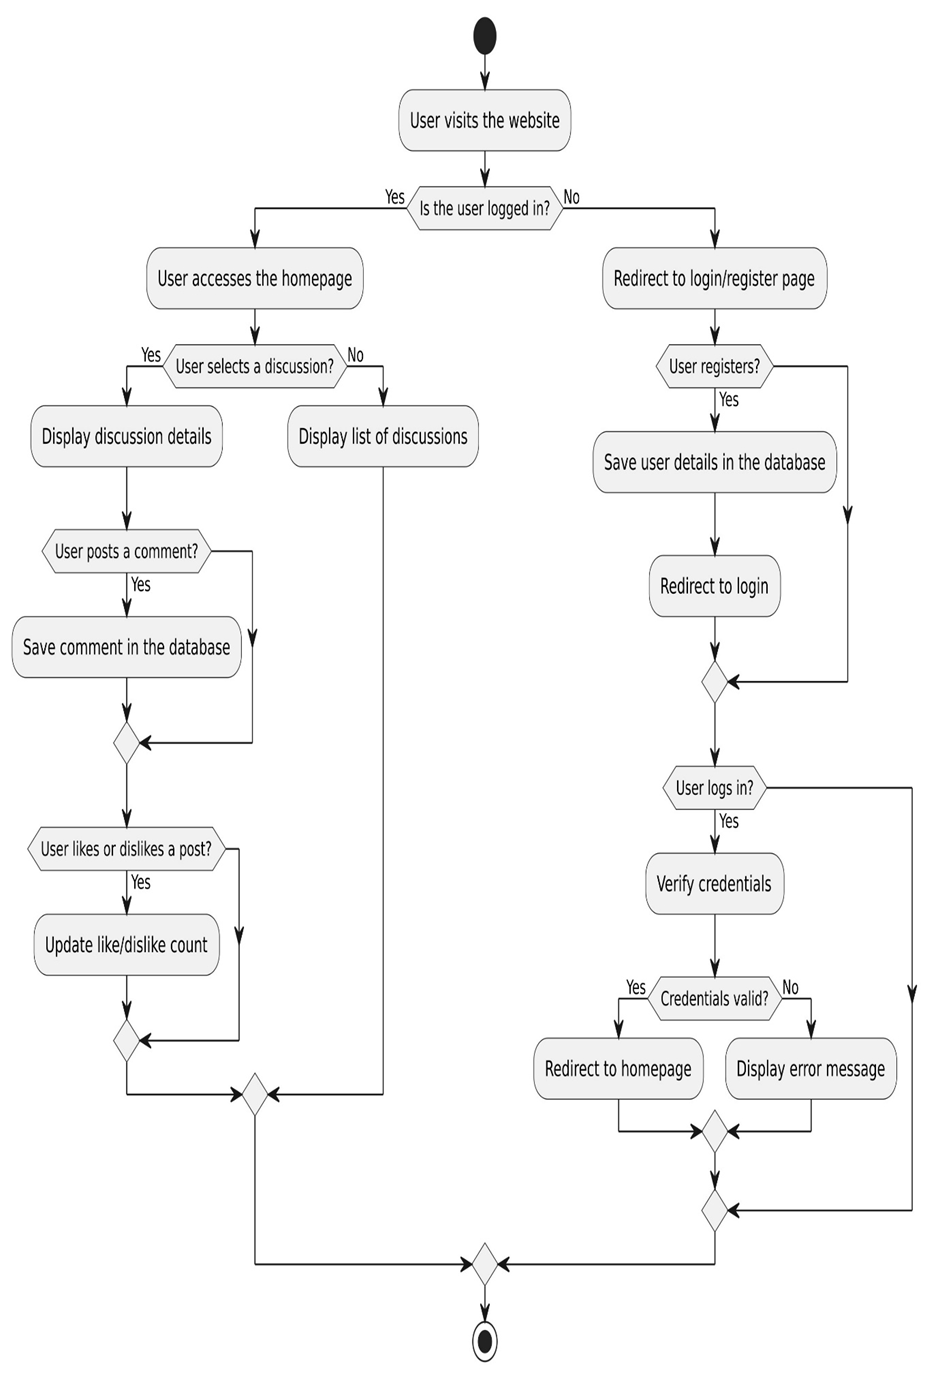 User visits the website
Is the user logged in?
Yes
No
User accesses the homepage
User selects a discussion?
Yes
No
Display discussion details
Display list of discussions
User posts a comment?
Yes
Save comment in the database
User likes or dislikes a post?
Yes
Update like/dislike count
Redirect to login/register page
User registers?
Yes
Save user details in the database
Redirect to login
User logs in?
Yes
Verify credentials
Credentials valid?
Yes
No
Redirect to homepage
Display error message